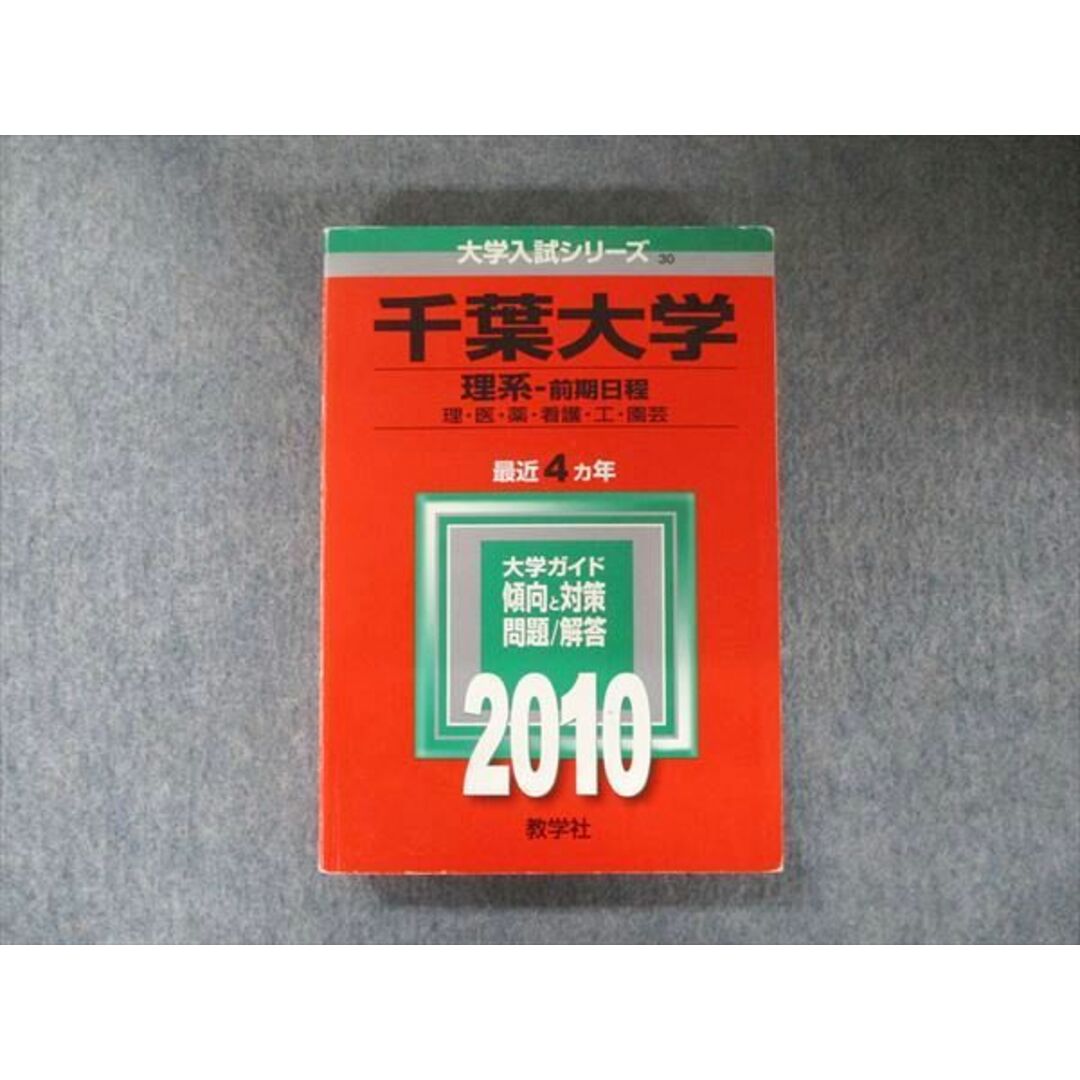 大学入試シリーズ 30
千葉大学
理系-前期日程
理・医・薬・看護・工・園芸
最近4カ年
大学ガイド
傾向と対策
問題/解答
2010
教学社